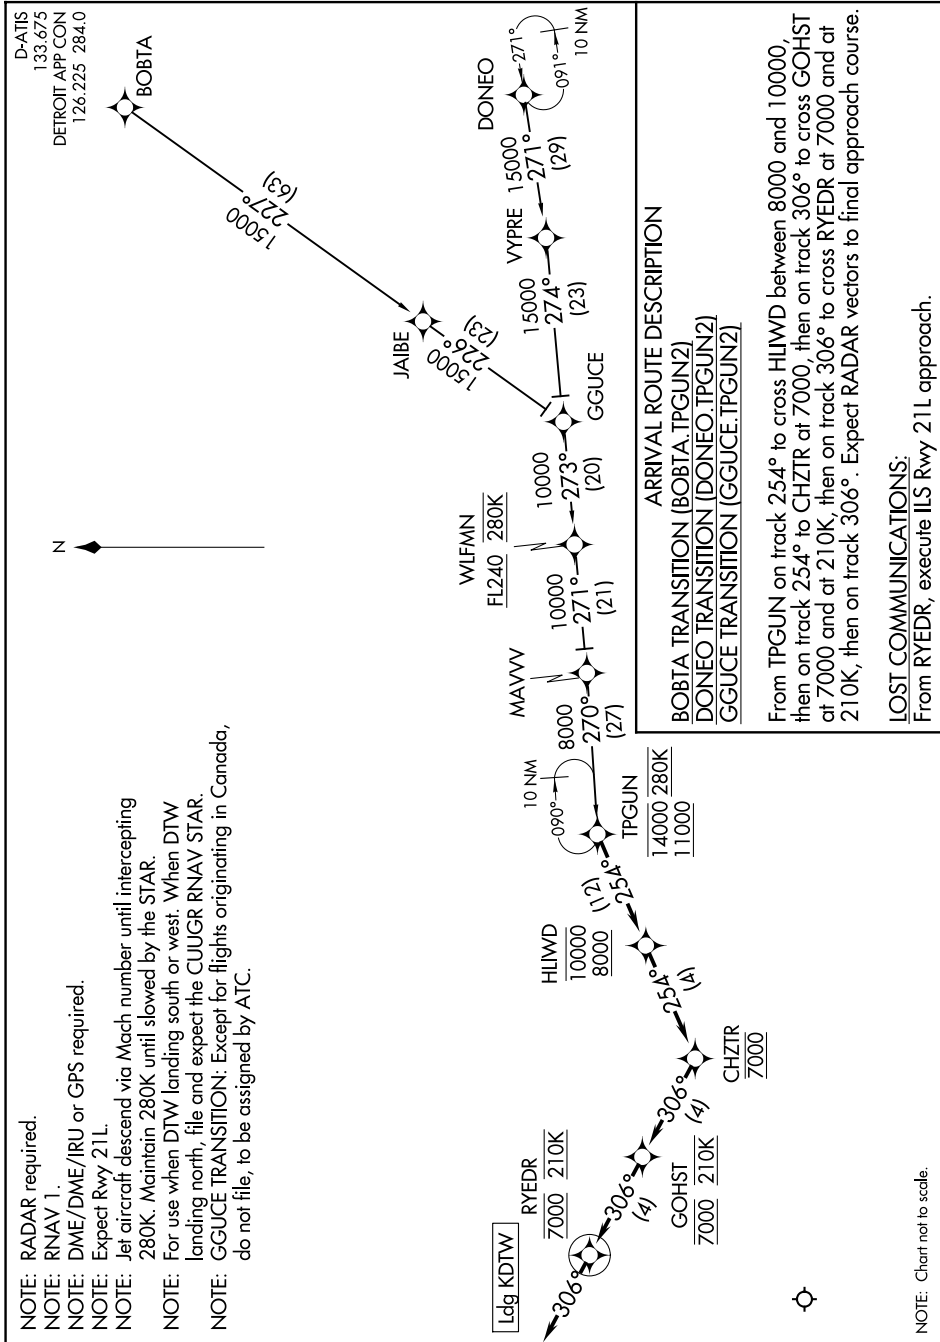 NOTE: RADAR required.
NOTE: RNAV 1.
NOTE: DME/DME/IRU or GPS required.
NOTE: Expect Rwy 21L.
NOTE: Jet aircraft descend via Mach number until intercepting
280K. Maintain 280K until slowed by the STAR.
NOTE: For use when DTW landing south or west. When DTW
landing north, file and expect the CUUGR RNAV STAR.
NOTE: GGUCE TRANSITION: Except for flights originating in Canada,
do not file, to be assigned by ATC.
D-ATIS
133.675
DETROIT APP CON
126.225 284.0
N
BOBTA
15000
227°
(63)
JAIBE
15000
226°
(23)
DONEO
271°
091°
10 NM
15000
271°
(29)
VYPRE
15000
274°
(23)
GGUCE
10000
273°
(20)
WLFMN
FL240 280K
10000
271°
(21)
MAVVV
8000
270°
(27)
10 NM
090°
TPGUN
14000 280K
11000
(12)
254°
HLIWD
10000
8000
254°
(4)
CHZTR
7000
306°
(4)
GOHST
7000 210K
306°
(4)
RYEDR
7000 210K
306°
Ldg KDTW
ARRIVAL ROUTE DESCRIPTION
BOBTA TRANSITION (BOBTA.TPGUN2)
DONEO TRANSITION (DONEO.TPGUN2)
GGUCE TRANSITION (GGUCE.TPGUN2)
From TPGUN on track 254° to cross HLIWD between 8000 and 10000,
then on track 254° to CHZTR at 7000, then on track 306° to cross GOHST
at 7000 and at 210K, then on track 306° to cross RYEDR at 7000 and at
210K, then on track 306°. Expect RADAR vectors to final approach course.
LOST COMMUNICATIONS:
From RYEDR, execute ILS Rwy 21L approach.
NOTE: Chart not to scale.